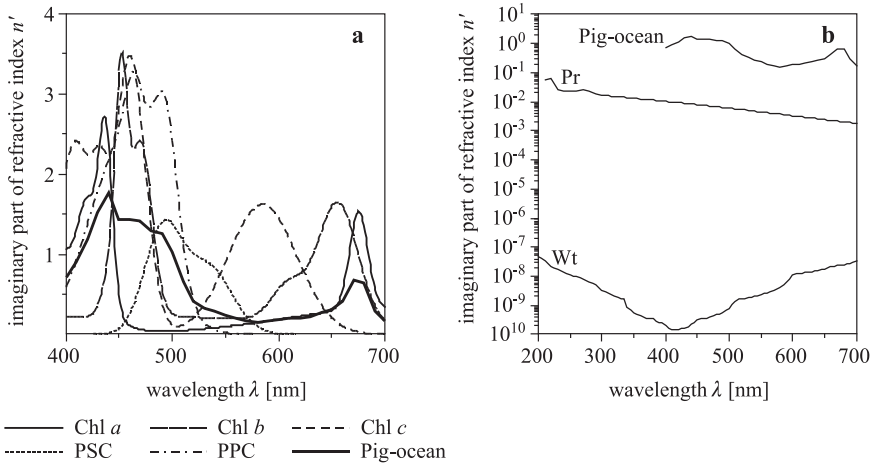 a
imaginary part of refractive index n′
4
3
2
1
400 500 600 700
wavelength λ [nm]
Chl a Chl b Chl c
PSC PPC Pig-ocean
b
imaginary part of refractive index n′
10¹
10⁰
10⁻¹
10⁻²
10⁻³
10⁻⁴
10⁻⁵
10⁻⁶
10⁻⁷
10⁻⁸
10⁻⁹
10¹⁰
Pig-ocean
Pr
Wt
200 300 400 500 600 700
wavelength λ [nm]